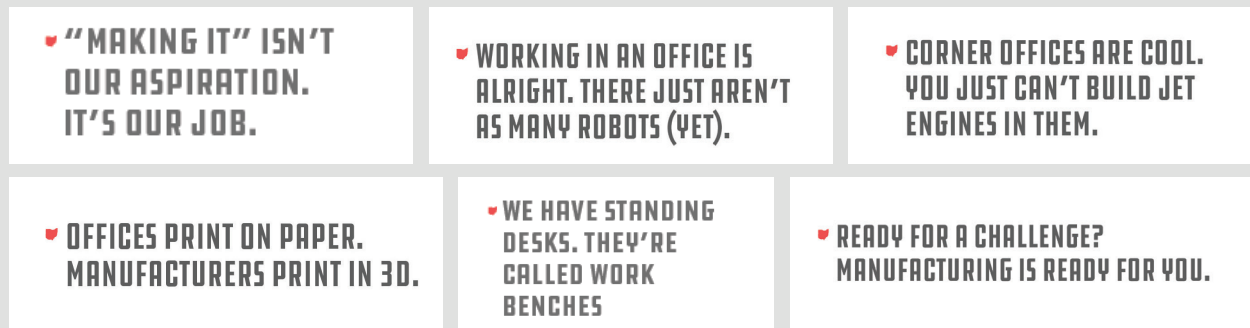 “MAKING IT” ISN’T
OUR ASPIRATION.
IT’S OUR JOB.
WORKING IN AN OFFICE IS
ALRIGHT. THERE JUST AREN’T
AS MANY ROBOTS (YET).
CORNER OFFICES ARE COOL.
YOU JUST CAN’T BUILD JET
ENGINES IN THEM.
OFFICES PRINT ON PAPER.
MANUFACTURERS PRINT IN 3D.
WE HAVE STANDING
DESKS. THEY’RE
CALLED WORK
BENCHES
READY FOR A CHALLENGE?
MANUFACTURING IS READY FOR YOU.